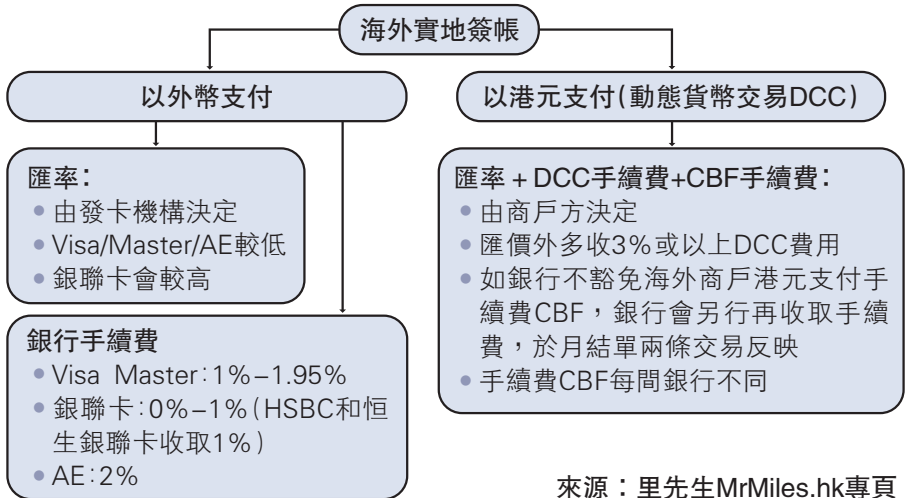 海外實地簽帳
以外幣支付
匯率：
• 由發卡機構決定
• Visa/Master/AE較低
• 銀聯卡會較高
銀行手續費
• Visa Master：1%–1.95%
• 銀聯卡：0%–1%（HSBC和恒
生銀聯卡收取1%）
• AE：2%
以港元支付（動態貨幣交易DCC）
匯率＋DCC手續費+CBF手續費：
• 由商戶方決定
• 匯價外多收3%或以上DCC費用
• 如銀行不豁免海外商戶港元支付手
續費CBF，銀行會另行再收取手續
費，於月結單兩條交易反映
• 手續費CBF每間銀行不同
來源：里先生MrMiles.hk專頁